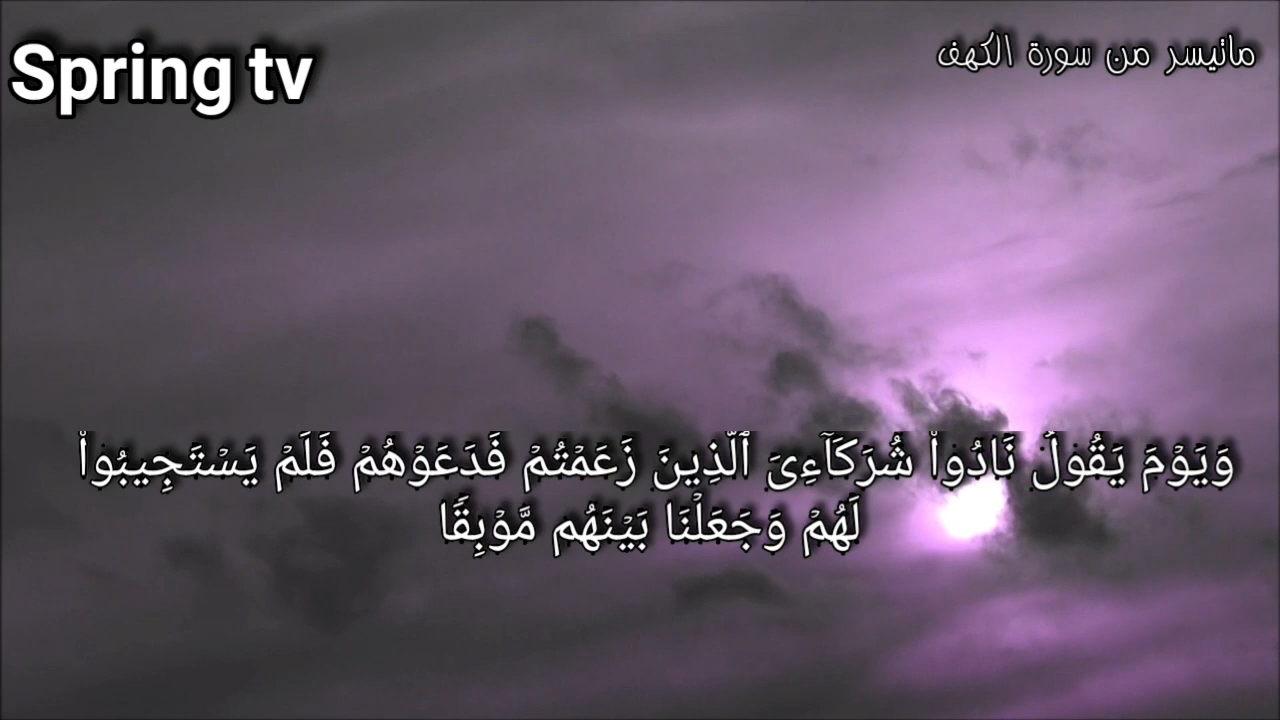 Spring tv
ماتيسر من سورة الكهف
وَيَوْمَ يَقُولُ نَادُوا۟ شُرَكَآءِىَ ٱلَّذِينَ زَعَمْتُمْ فَدَعَوْهُمْ فَلَمْ يَسْتَجِيبُوا۟
لَهُمْ وَجَعَلْنَا بَيْنَهُم مَّوْبِقًۭا